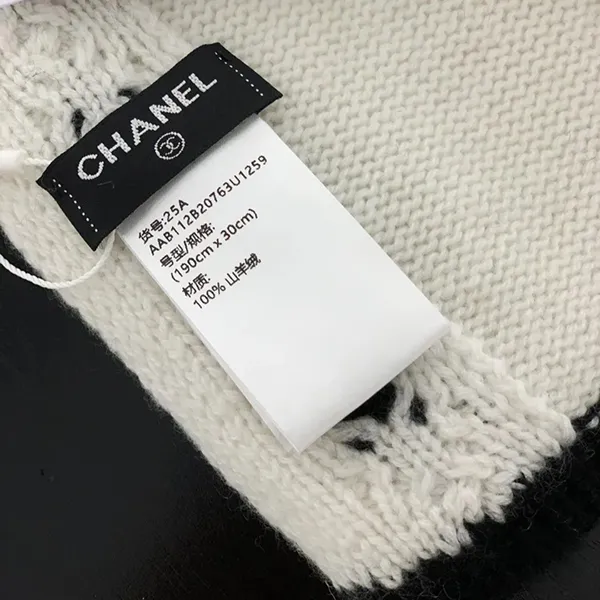 CHANEL
货号:25A
AAB112B20763U1259
号型/规格:
(190cm x 30cm)
材质:
100% 山羊绒